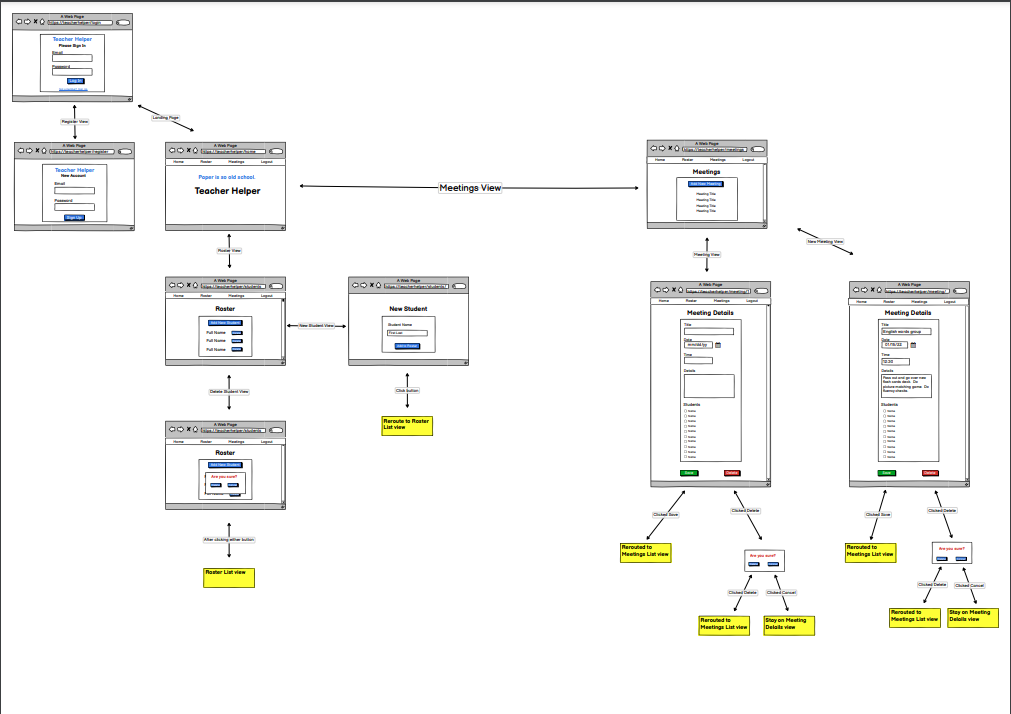 A Web Page
https://teacherhelper/login
Teacher Helper
Please Sign In
Email
Password
Log In
Register View
Landing Page
A Web Page
https://teacherhelper/register
Teacher Helper
New Account
Email
Password
Sign Up
A Web Page
https://teacherhelper/home
Home Roster Meetings Logout
Paper is so old school.
Teacher Helper
Meetings View
A Web Page
https://teacherhelper/meetings
Home Roster Meetings Logout
Meetings
Add New Meeting
Meeting Title
Meeting Title
Meeting Title
Meeting Title
Roster View
Meeting View
New Meeting View
A Web Page
https://teacherhelper/students
Home Roster Meetings Logout
Roster
Add New Student
Full Name
Full Name
Full Name
New Student View
A Web Page
https://teacherhelper/students/
New Student
Student Name
First Last
Add to Roster
Delete Student View
Click button
Reroute to Roster
List view
A Web Page
https://teacherhelper/students
Home Roster Meetings Logout
Roster
Add New Student
Are you sure?
After clicking either button
Roster List view
A Web Page
https://teacherhelper/meeting/
Home Roster Meetings Logout
Meeting Details
Title
Date
mm/dd/yy
Time
Details
Students
Name
Name
Name
Name
Name
Name
Name
Name
Name
Name
Save Delete
Clicked Save
Clicked Delete
Rerouted to
Meetings List view
Are you sure?
Clicked Delete
Clicked Cancel
Rerouted to
Meetings List view
Stay on Meeting
Details view
A Web Page
https://teacherhelper/meeting/
Home Roster Meetings Logout
Meeting Details
Title
English words group
Date
01/15/22
Time
10:30
Details
Pass out and go over new
flash cards deck. Do
picture matching game. Do
fluency checks.
Students
Name
Name
Name
Name
Name
Name
Name
Name
Name
Name
Save Delete
Clicked Save
Clicked Delete
Rerouted to
Meetings List view
Are you sure?
Clicked Delete
Clicked Cancel
Rerouted to
Meetings List view
Stay on Meeting
Details view